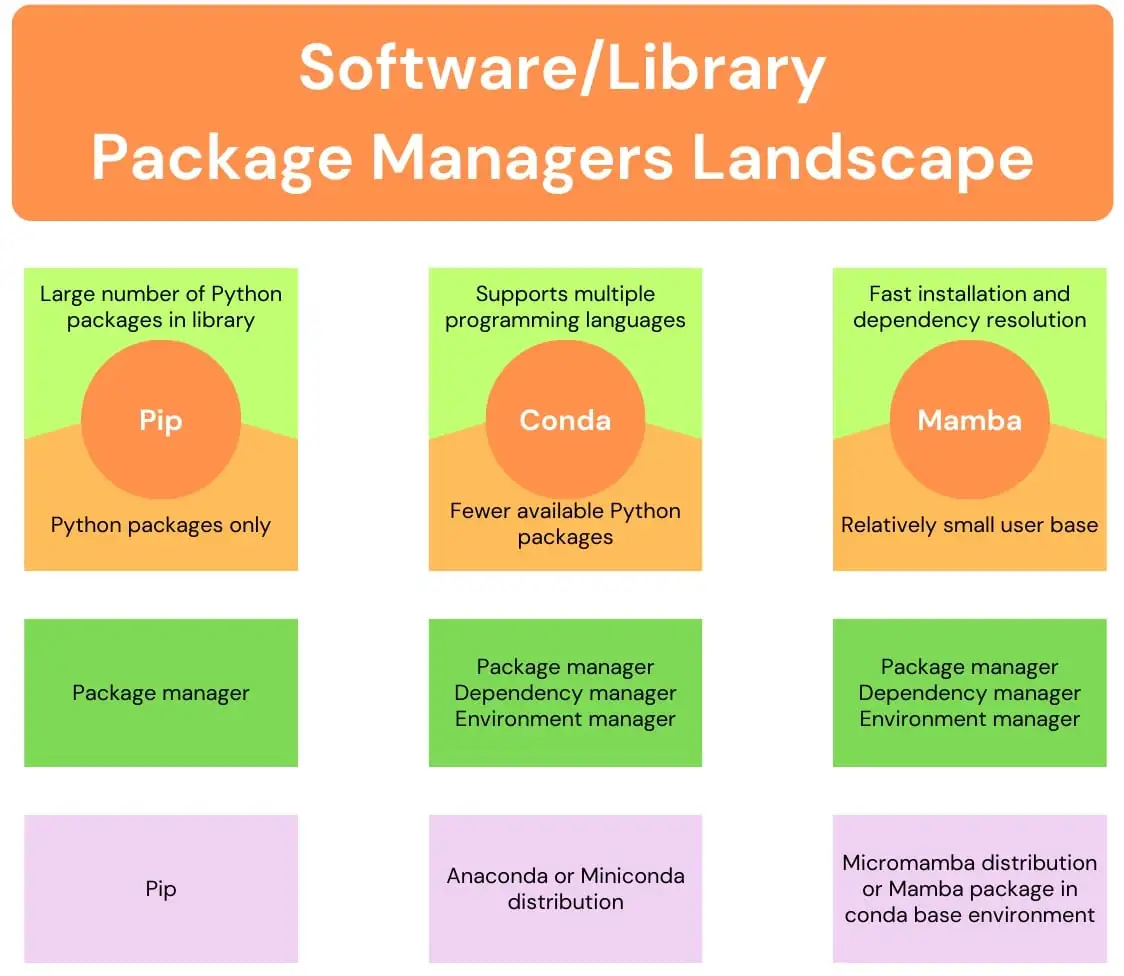 Software/Library
Package Managers Landscape
Large number of Python
packages in library
Pip
Python packages only
Supports multiple
programming languages
Conda
Fewer available Python
packages
Fast installation and
dependency resolution
Mamba
Relatively small user base
Package manager
Package manager
Dependency manager
Environment manager
Package manager
Dependency manager
Environment manager
Pip
Anaconda or Miniconda
distribution
Micromamba distribution
or Mamba package in
conda base environment